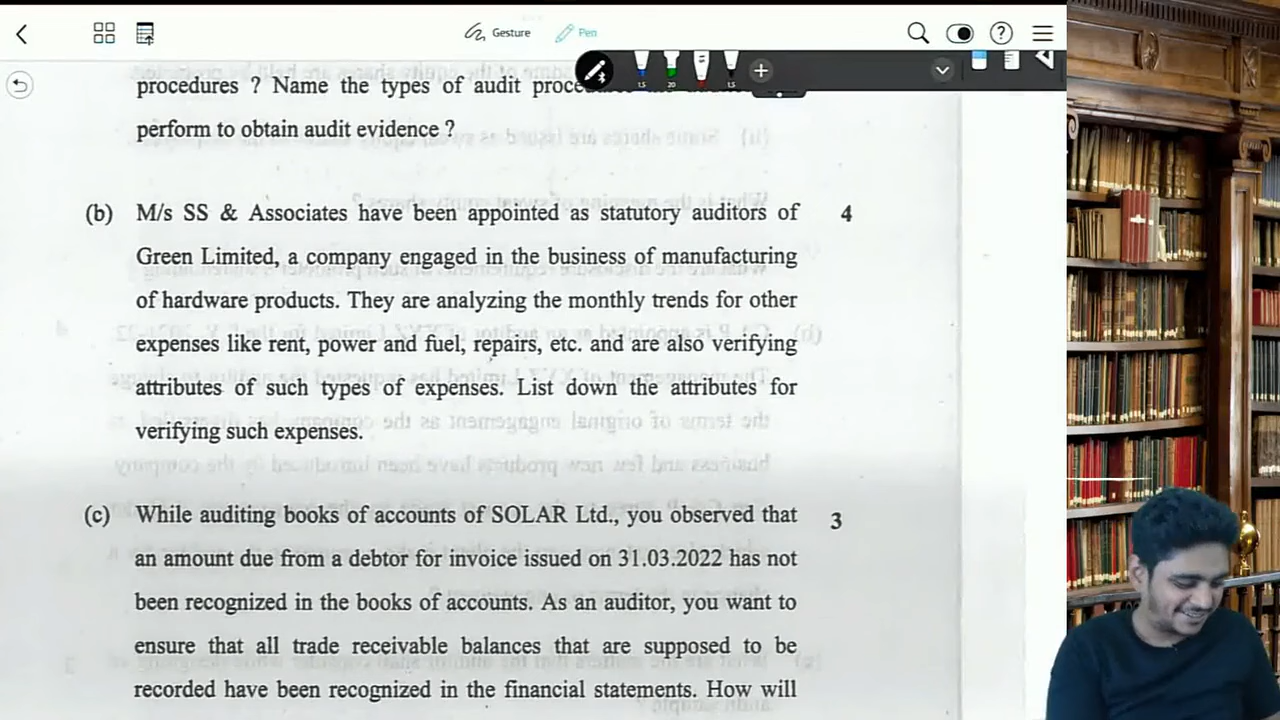 Gesture Pen
procedures ? Name the types of audit
perform to obtain audit evidence ?
(b) M/s SS & Associates have been appointed as statutory auditors of 4
Green Limited, a company engaged in the business of manufacturing
of hardware products. They are analyzing the monthly trends for other
expenses like rent, power and fuel, repairs, etc. and are also verifying
attributes of such types of expenses. List down the attributes for
verifying such expenses.
(c) While auditing books of accounts of SOLAR Ltd., you observed that 3
an amount due from a debtor for invoice issued on 31.03.2022 has not
been recognized in the books of accounts. As an auditor, you want to
ensure that all trade receivable balances that are supposed to be
recorded have been recognized in the financial statements. How will